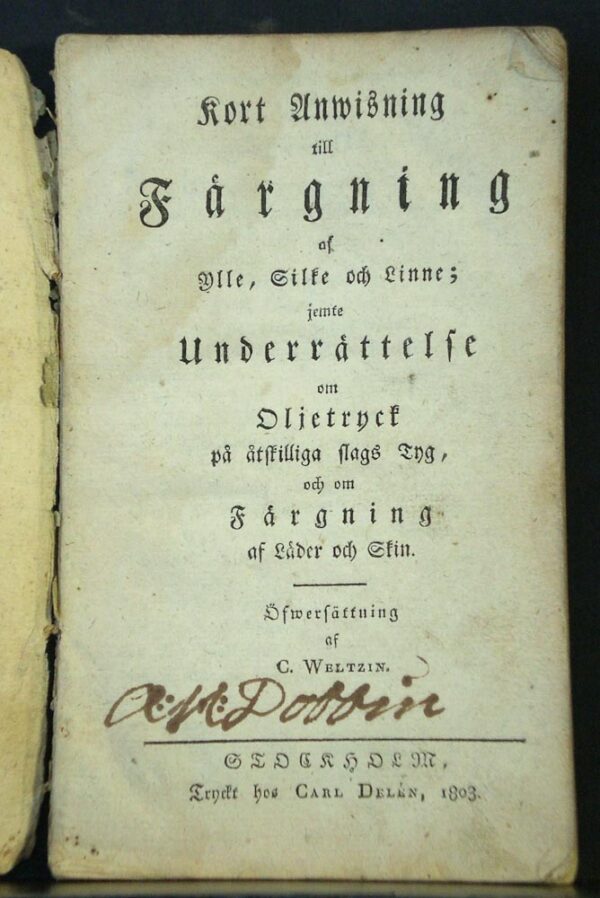 Kort Anwisning
till
Färgning
af
Ylle, Silke och Linne;
jemte
Underrättelse
om
Oljetryck
på åtskilliga slags Tyg,
och om
Färgning
af Läder och Skin.
Öfwersättning
af
C. WELTZIN.
Dobbin
STOCKHOLM,
Tryckt hos CARL DELÉN, 1803.